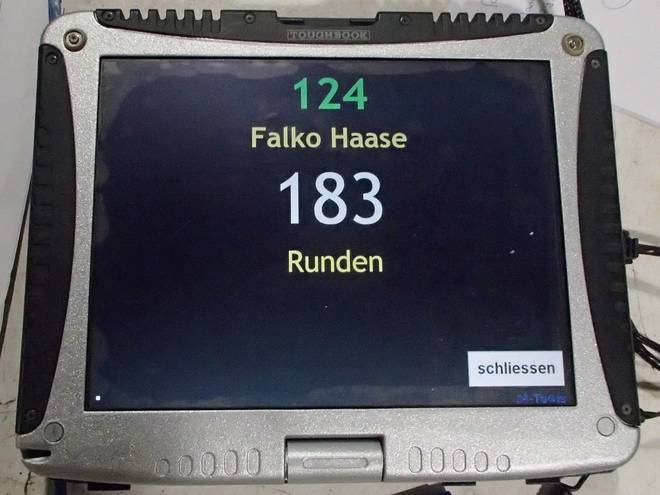 TOUGHBOOK
124
Falko Haase
183
Runden
schliessen